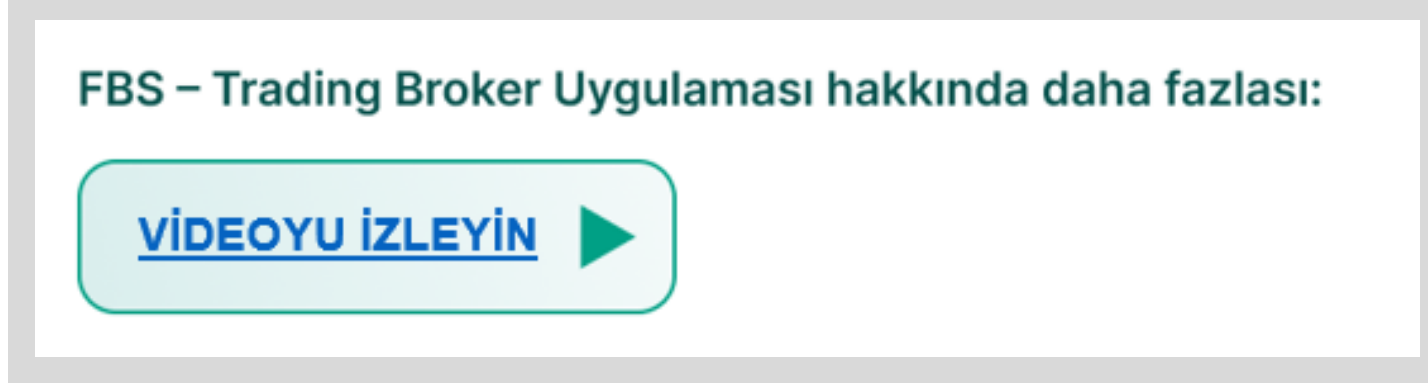 FBS – Trading Broker Uygulaması hakkında daha fazlası:
VİDEOYU İZLEYİN